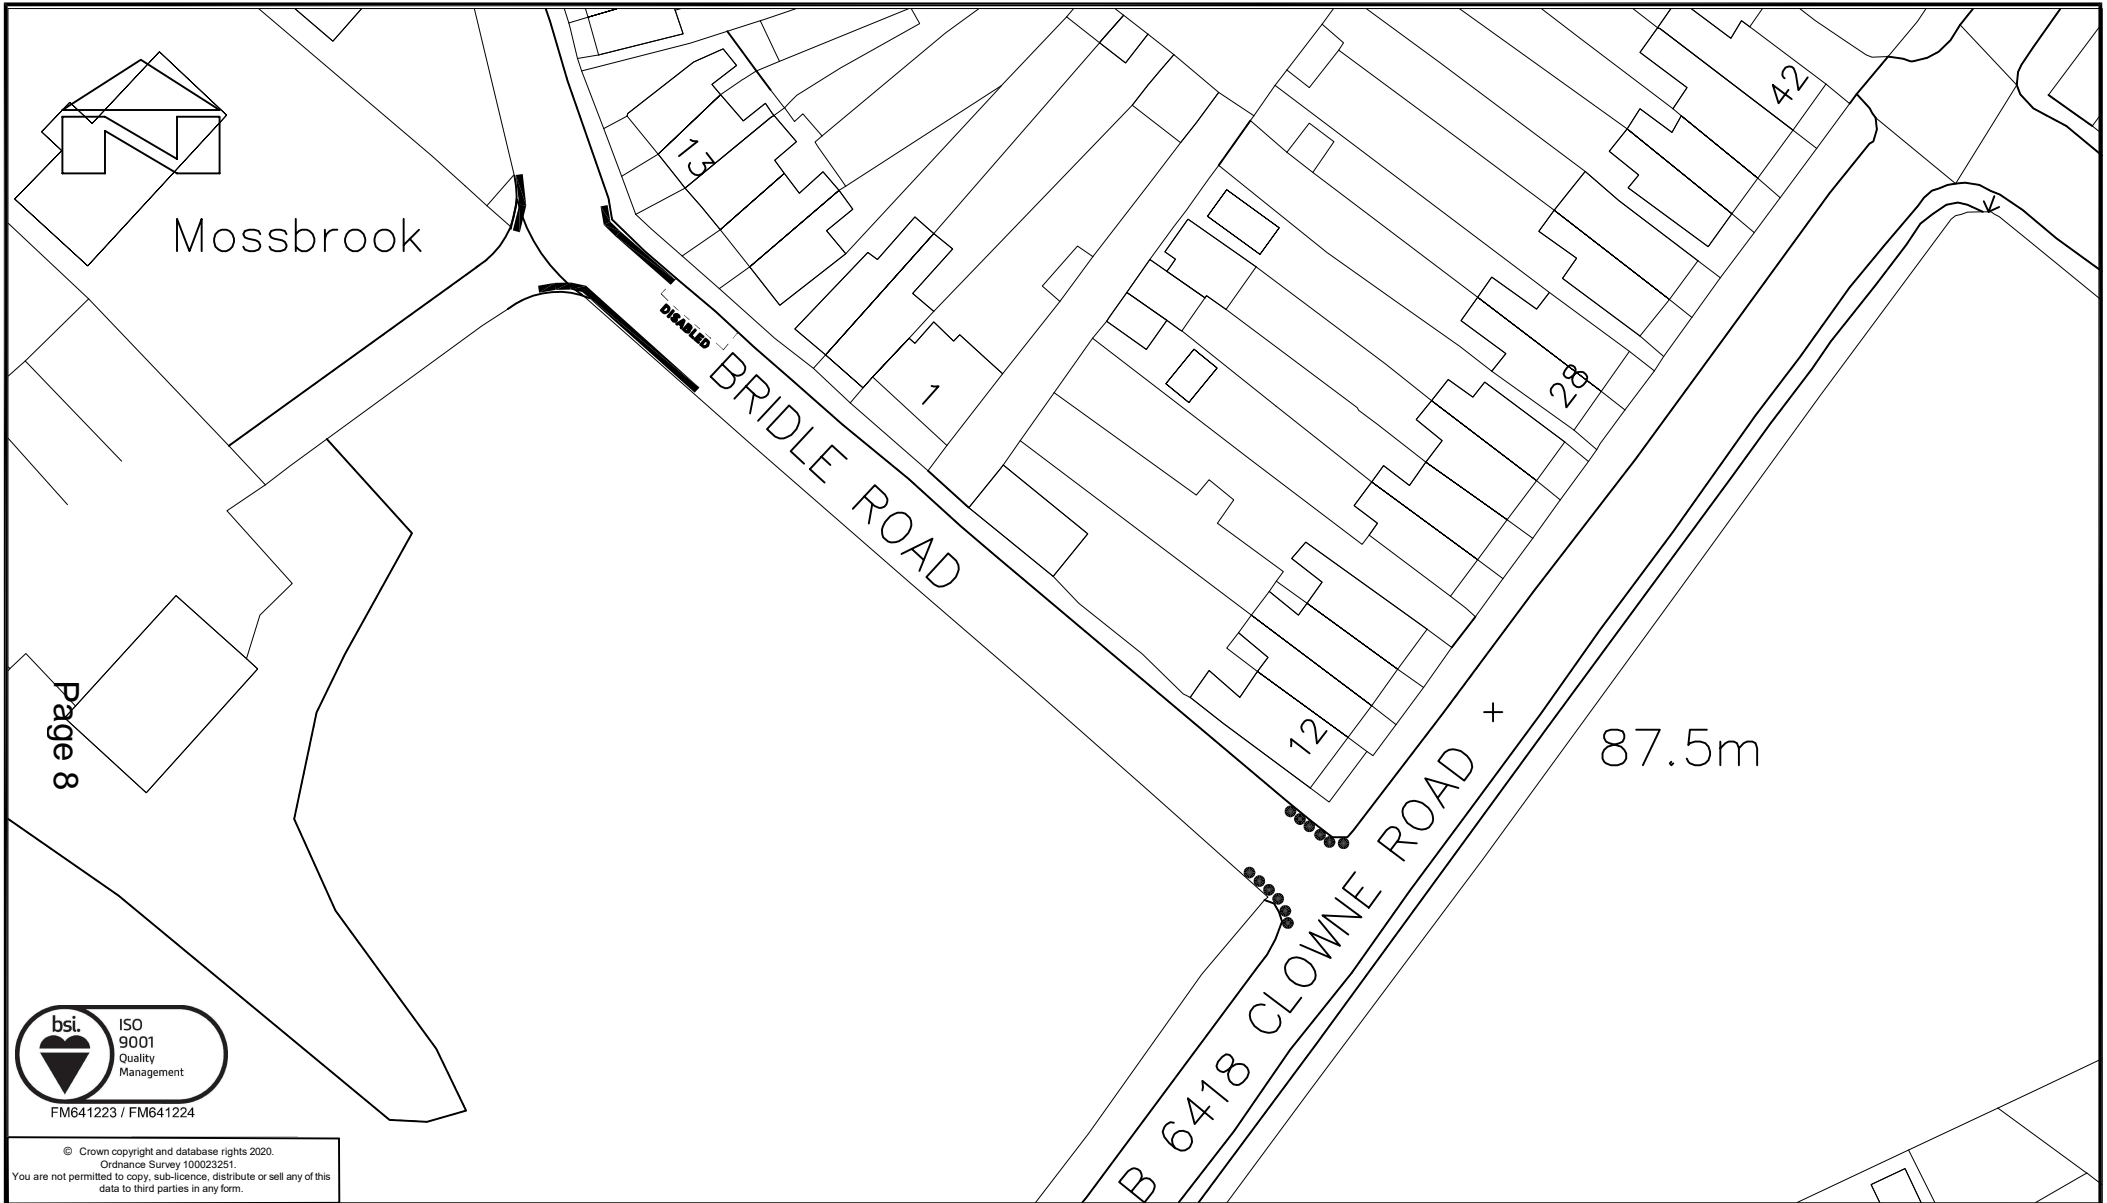 42
13
Mossbrook
DISABLED
BRIDLE ROAD
1
28
12
87.5m
Page 8
B 6418 CLOWNE ROAD
bsi.
ISO
9001
Quality
Management
FM641223 / FM641224
© Crown copyright and database rights 2020.
Ordnance Survey 100023251.
You are not permitted to copy, sub-licence, distribute or sell any of this
data to third parties in any form.